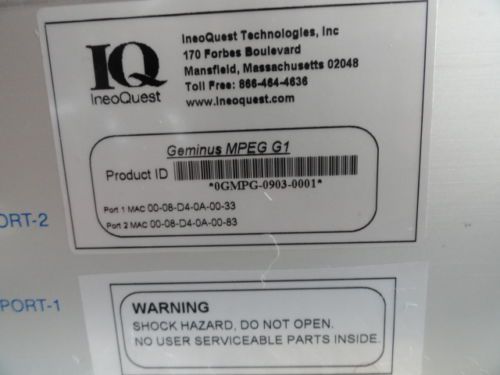 IQ
IneoQuest
IneoQuest Technologies, Inc
170 Forbes Boulevard
Mansfield, Massachusetts 02048
Toll Free: 866-464-4636
www.ineoquest.com
Geminus MPEG G1
Product ID
*0GMPG-0903-0001*
Port 1 MAC 00-08-D4-0A-00-33
Port 2 MAC 00-08-D4-0A-00-83
ORT-2
PORT-1
WARNING
SHOCK HAZARD, DO NOT OPEN.
NO USER SERVICEABLE PARTS INSIDE.